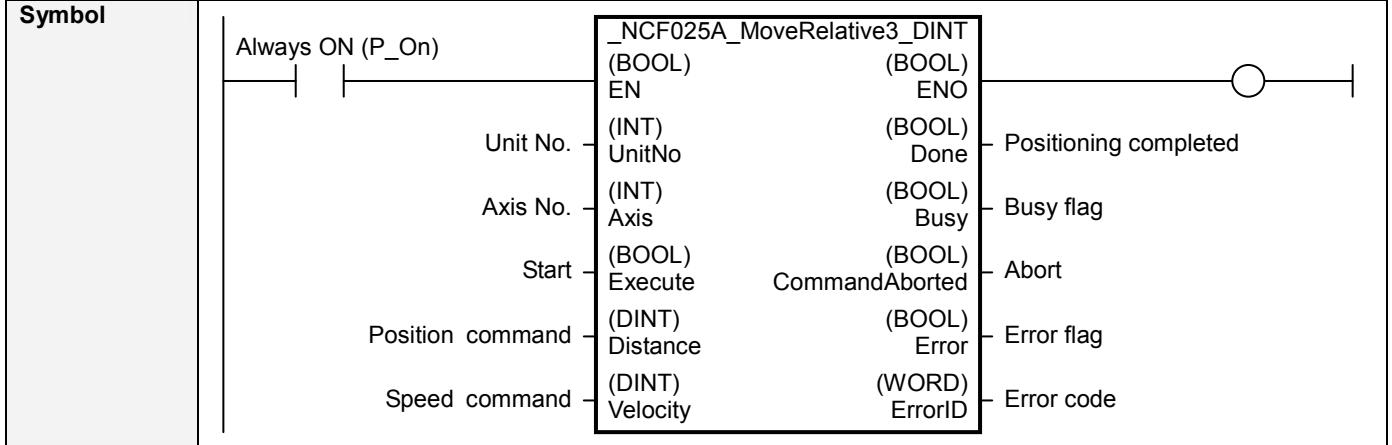 Symbol
Always ON (P_On)
_NCF025A_MoveRelative3_DINT
(BOOL) (BOOL)
EN ENO
Unit No. (INT) (BOOL) Positioning completed
UnitNo Done
Axis No. (INT) (BOOL) Busy flag
Axis Busy
Start (BOOL) (BOOL) Abort
Execute CommandAborted
Position command (DINT) (BOOL) Error flag
Distance Error
Speed command (DINT) (WORD) Error code
Velocity ErrorID